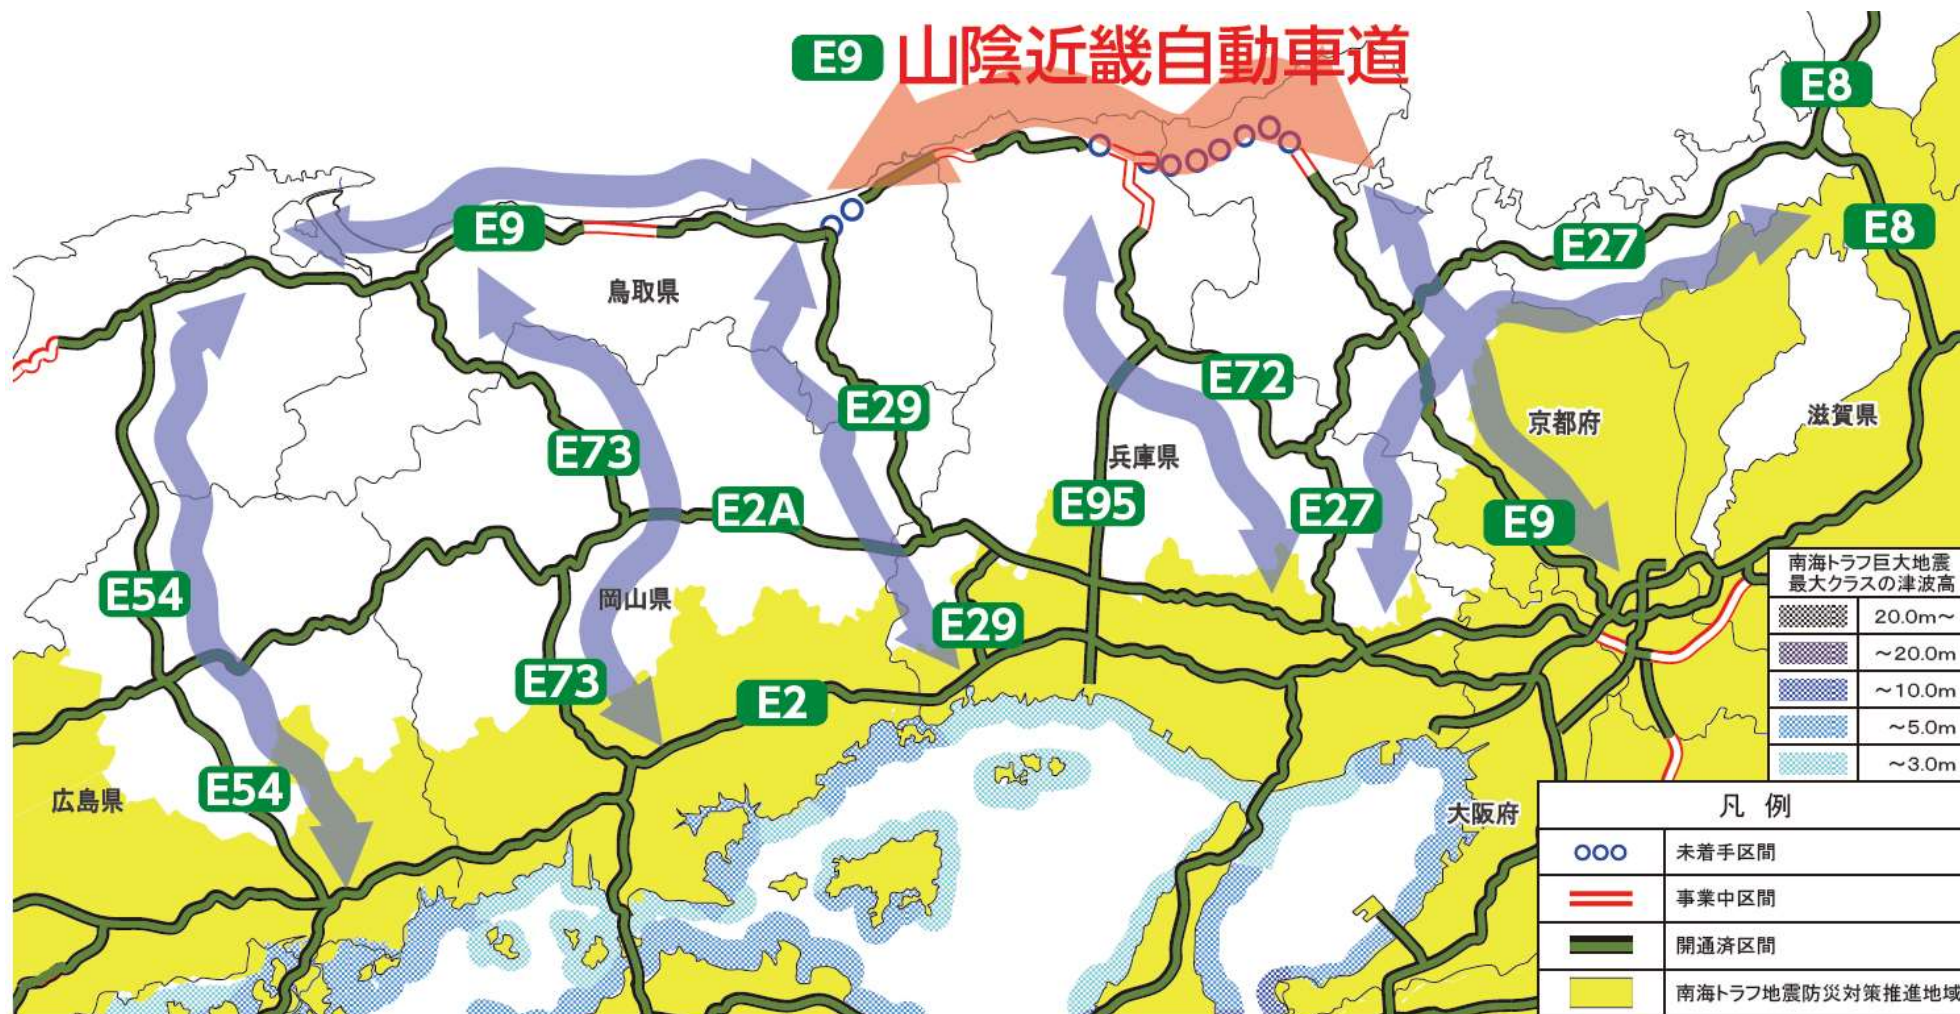 E9 山陰近畿自動車道
E8
E9
E27
E8
鳥取県
E72
E29
京都府
滋賀県
E73
兵庫県
E2A
E95
E27
E9
南海トラフ巨大地震
最大クラスの津波高
20.0m～
～20.0m
～10.0m
～5.0m
～3.0m
E54
岡山県
E29
E73
E2
E54
広島県
大阪府
凡 例
未着手区間
事業中区間
開通済区間
南海トラフ地震防災対策推進地域